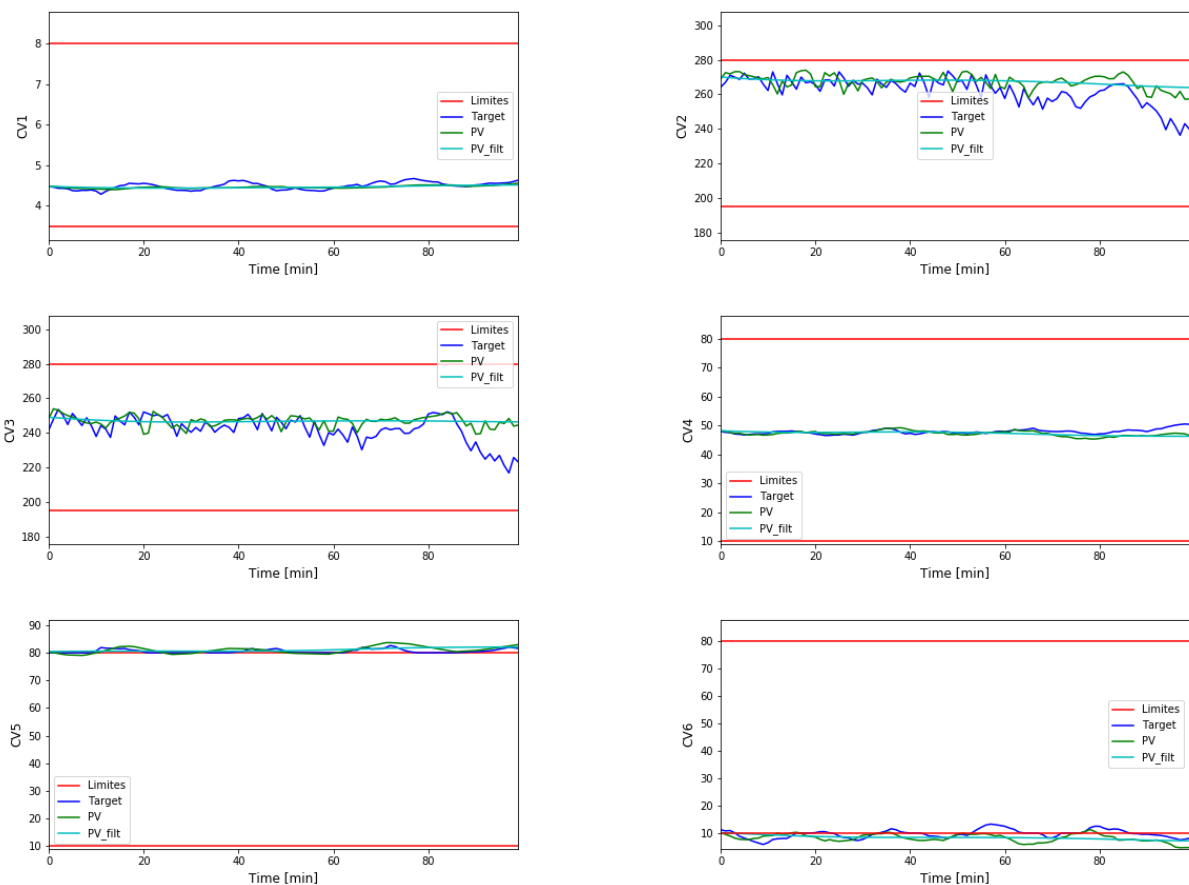 8
7
6
5
4
CV1
Limites
Target
PV
PV_filt
0
20
40
60
80
Time [min]
300
280
260
240
220
200
180
CV2
Limites
Target
PV
PV_filt
0
20
40
60
80
Time [min]
300
280
260
240
220
200
180
CV3
Limites
Target
PV
PV_filt
0
20
40
60
80
Time [min]
80
70
60
50
40
30
20
10
CV4
Limites
Target
PV
PV_filt
0
20
40
60
80
Time [min]
90
80
70
60
50
40
30
20
10
CV5
Limites
Target
PV
PV_filt
0
20
40
60
80
Time [min]
80
70
60
50
40
30
20
10
CV6
Limites
Target
PV
PV_filt
0
20
40
60
80
Time [min]